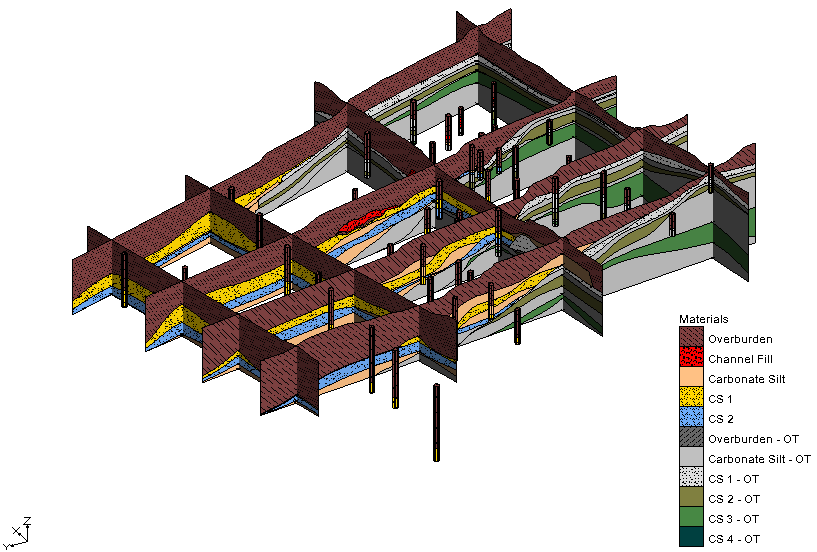 Materials
Overburden
Channel Fill
Carbonate Silt
CS 1
CS 2
Overburden - OT
Carbonate Silt - OT
CS 1 - OT
CS 2 - OT
CS 3 - OT
CS 4 - OT
Z
X
Y